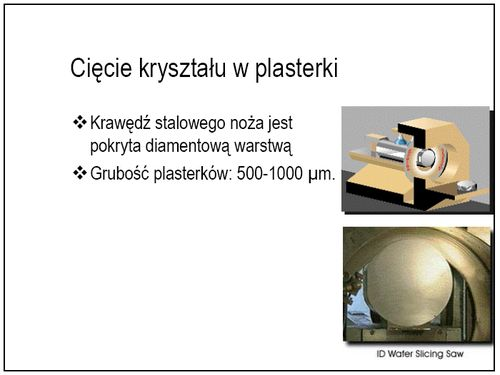 Cięcie kryształu w plasterki
❖Krawędź stalowego noża jest
pokryta diamentową warstwą
❖Grubość plasterków: 500-1000 µm.
ID Wafer Slicing Saw